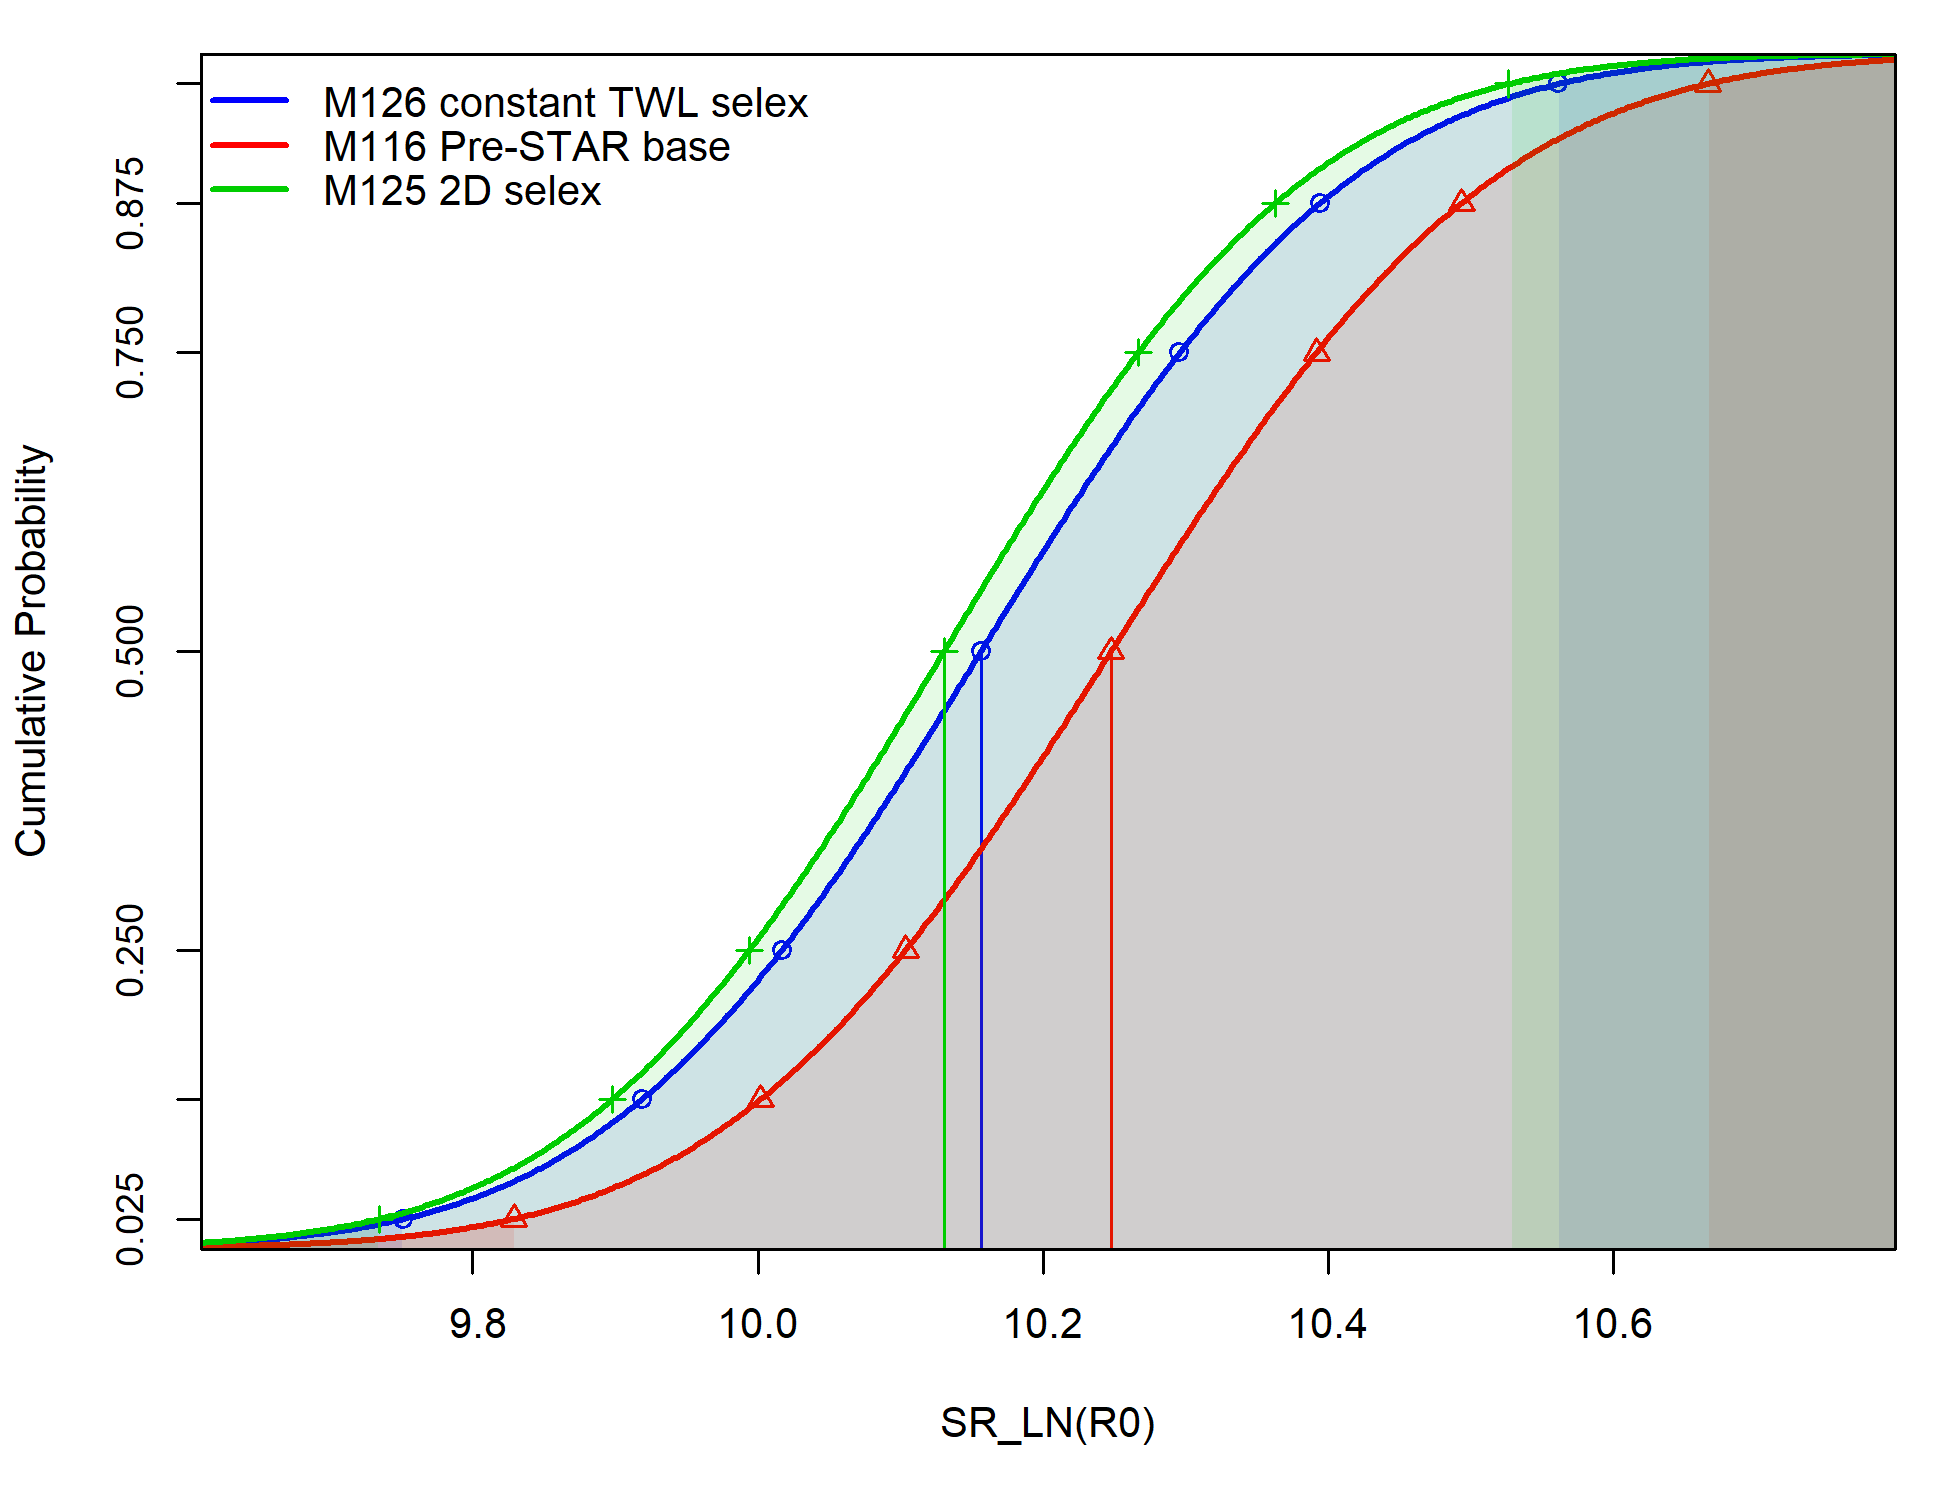 M126 constant TWL selex
M116 Pre-STAR base
M125 2D selex
Cumulative Probability
0.875
0.750
0.500
0.250
0.025
9.8 10.0 10.2 10.4 10.6
SR_LN(R0)